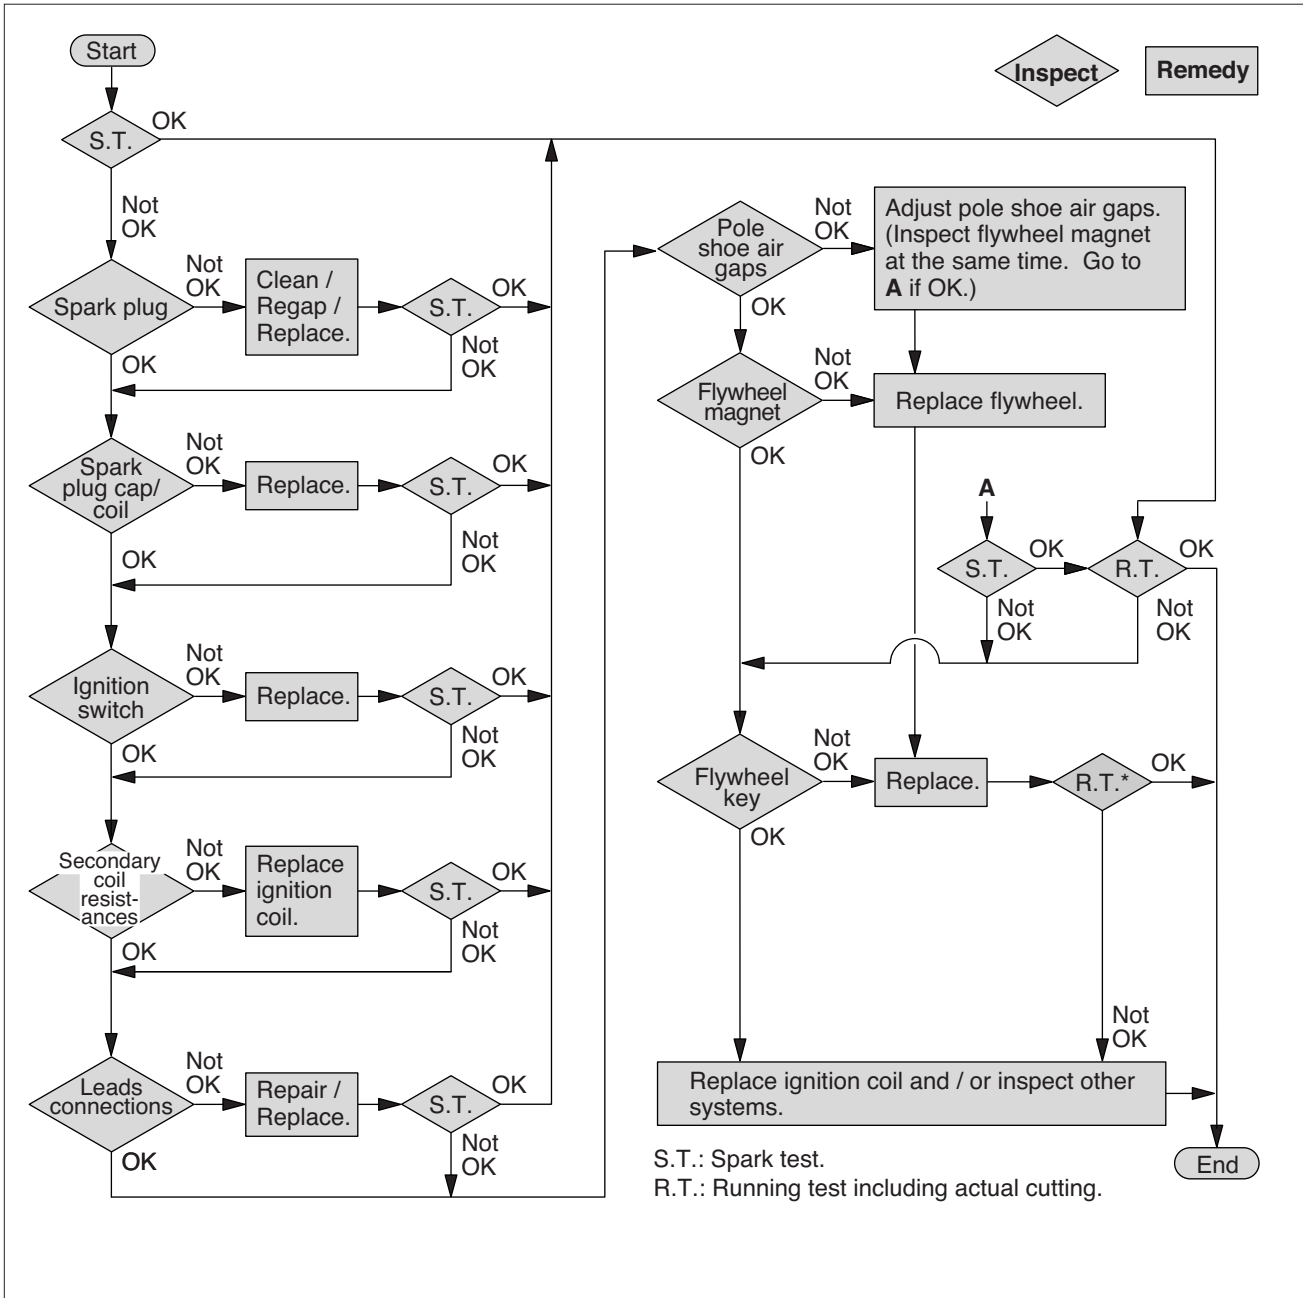 Start
Inspect
Remedy
S.T.
OK
Not
OK
Spark plug
Not
OK
Clean /
Regap /
Replace.
S.T.
OK
Not
OK
OK
Spark
plug cap/
coil
Not
OK
Replace.
S.T.
OK
Not
OK
OK
Ignition
switch
Not
OK
Replace.
S.T.
OK
Not
OK
OK
Secondary
coil
resist-
ances
Not
OK
Replace
ignition
coil.
S.T.
OK
Not
OK
OK
Leads
connections
Not
OK
Repair /
Replace.
S.T.
OK
Not
OK
OK
Pole
shoe air
gaps
Not
OK
Adjust pole shoe air gaps.
(Inspect flywheel magnet
at the same time. Go to
A if OK.)
OK
Flywheel
magnet
Not
OK
Replace flywheel.
OK
A
S.T.
OK
R.T.
OK
Not
OK
Not
OK
Flywheel
key
Not
OK
Replace.
R.T.*
OK
OK
Not
OK
Replace ignition coil and / or inspect other
systems.
End
S.T.: Spark test.
R.T.: Running test including actual cutting.